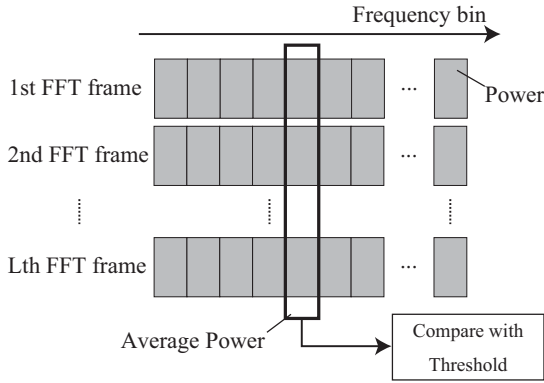 Frequency bin
1st FFT frame
...
Power
2nd FFT frame
...
Lth FFT frame
...
Average Power
Compare with
Threshold